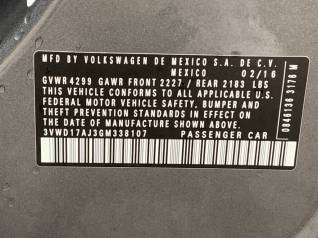 MFD BY VOLKSWAGEN DE MEXICO S.A. DE C.V.
MEXICO 02/16
GVWR 4299 GAWR FRONT 2227 / REAR 2183 LBS
THIS VEHICLE CONFORMS TO ALL APPLICABLE U.S.
FEDERAL MOTOR VEHICLE SAFETY, BUMPER AND
THEFT PREVENTION STANDARDS IN EFFECT ON THE
DATE OF MANUFACTURE SHOWN ABOVE.
3VWD17AJ3GM338107 PASSENGER CAR
0846136 3176 M